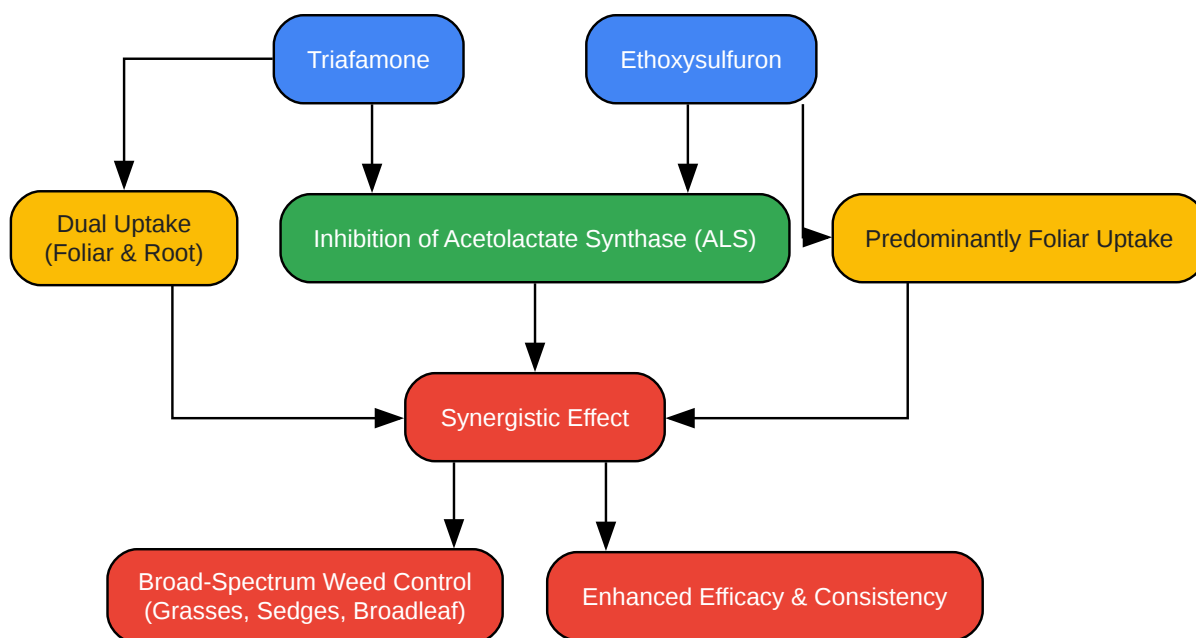 Triafamone
Ethoxysulfuron
Dual Uptake
(Foliar & Root)
Inhibition of Acetolactate Synthase (ALS)
Predominantly Foliar Uptake
Synergistic Effect
Broad-Spectrum Weed Control
(Grasses, Sedges, Broadleaf)
Enhanced Efficacy & Consistency